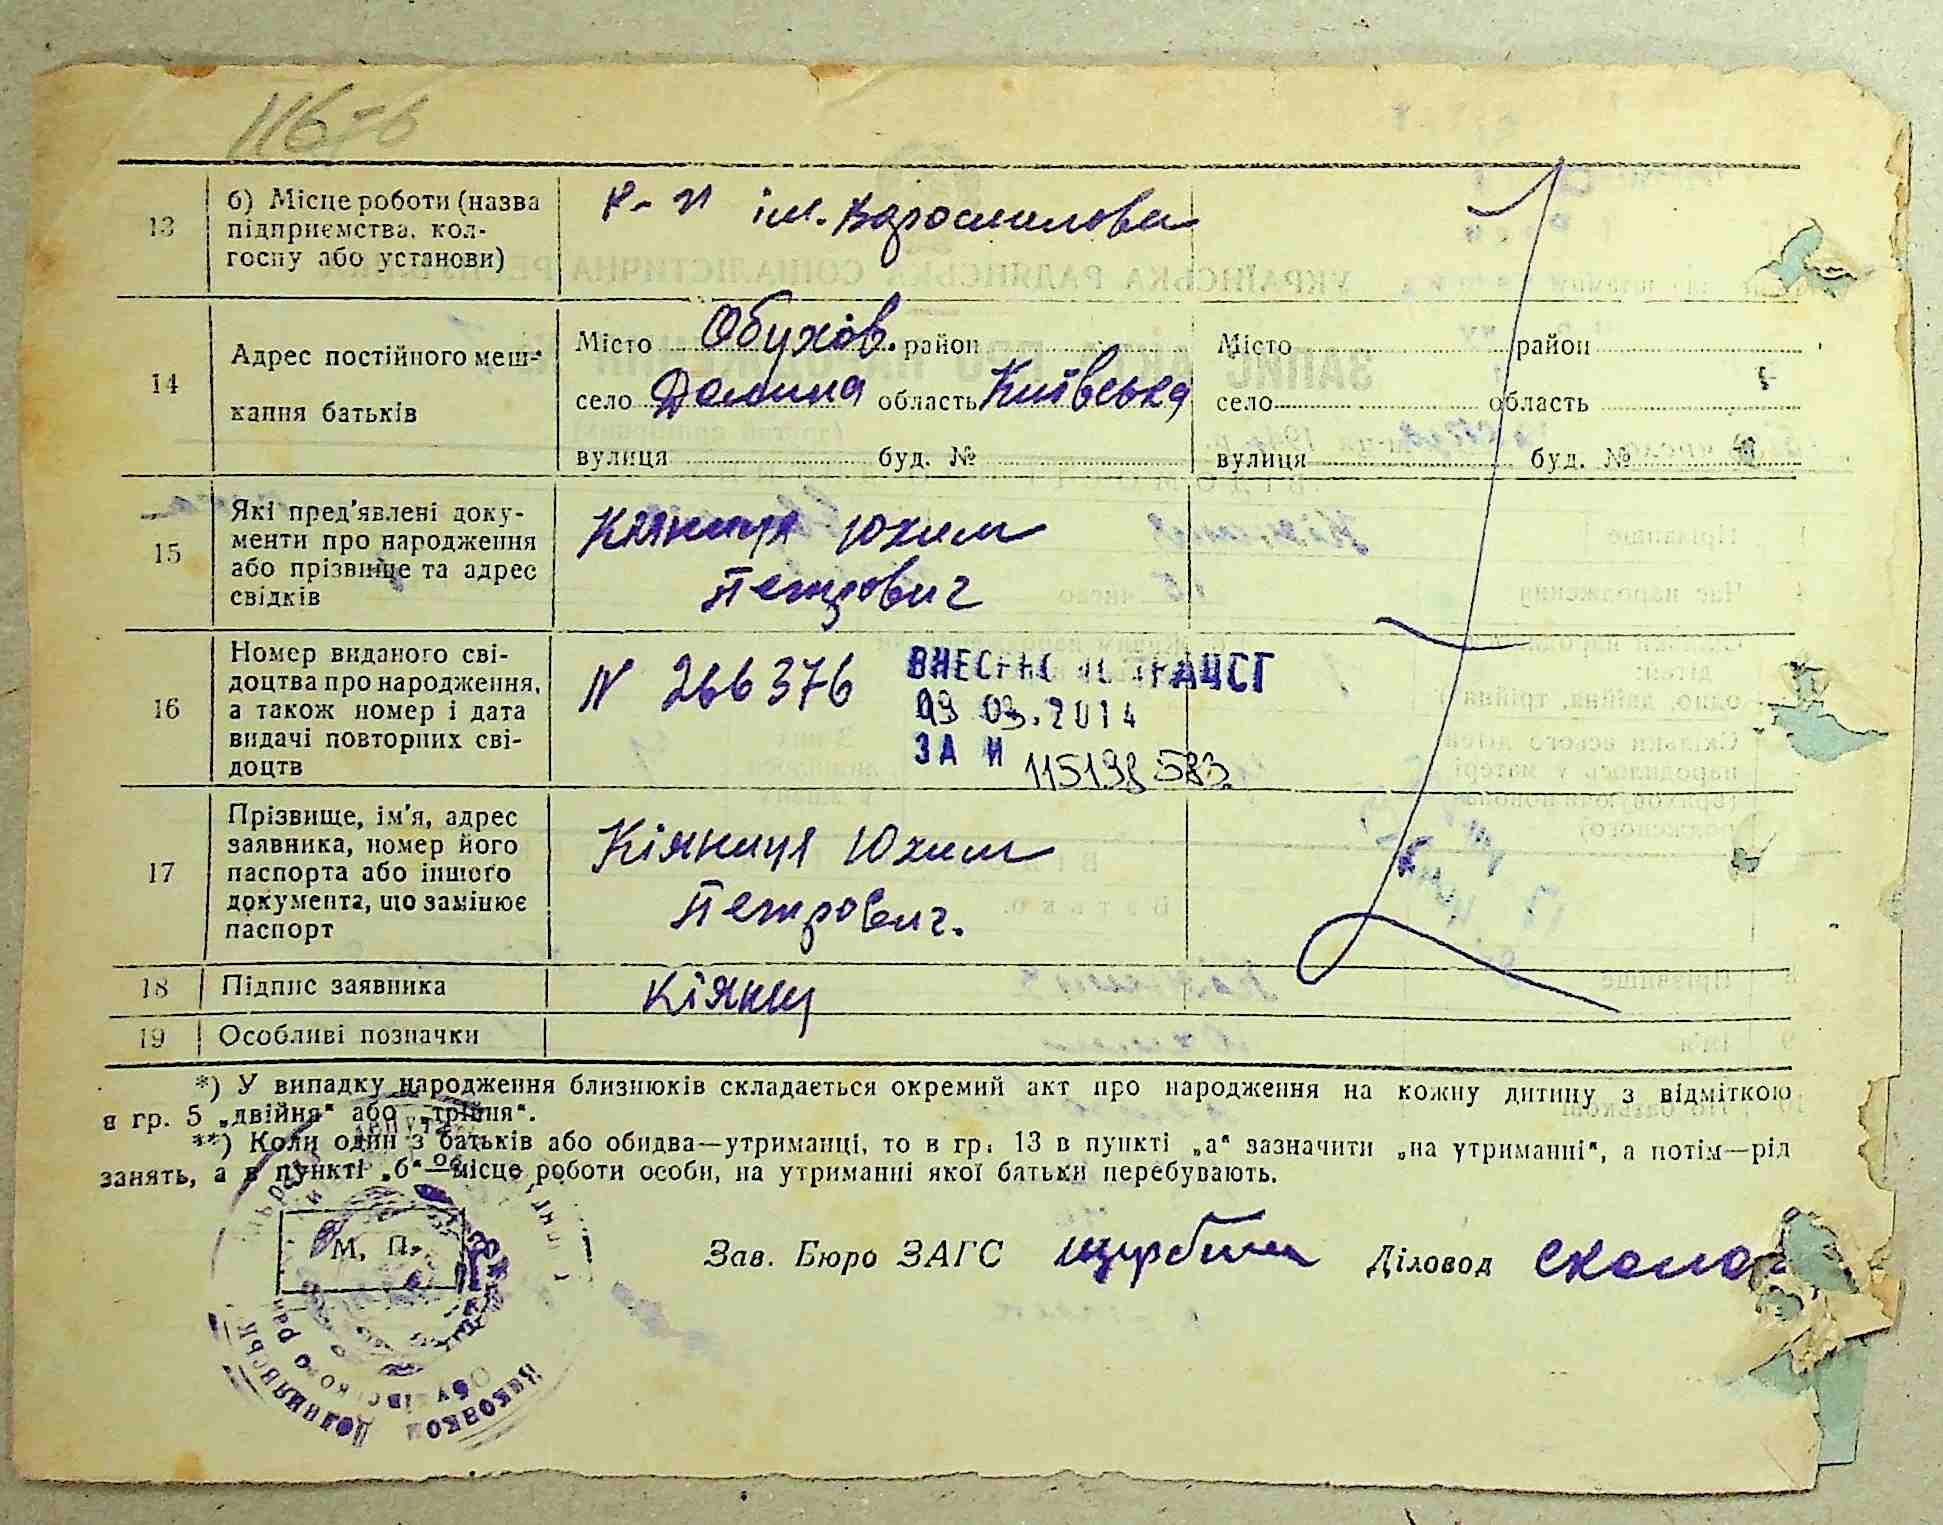 116-б
13
б) Місце роботи (назва
підприємства, кол-
госпу або установи)
к-п ім. Ворошилова
14
Адрес постійного меш-
кання батьків
Місто Обухов. район
село Долина область Київська
вулиця буд. №
Місто район
село область
вулиця буд. №
15
Які пред'явлені доку-
менти про народження
або прізвище та адрес
свідків
Кіяниця Юхим
Петрович
16
Номер виданого сві-
доцтва про народження,
а також номер і дата
видачі повторних сві-
доцтв
N 266376
ВНЕСЕНО ДРАЦСГ
09 03.2014
ЗА N 115198583
17
Прізвище, ім'я, адрес
заявника, номер його
паспорта або іншого
документа, що замінює
паспорт
Кіяниця Юхим
Петрович.
18
Підпис заявника
Кіяниц
19
Особливі позначки
*) У випадку народження близнюків складається окремий акт про народження на кожну дитину з відміткою
в гр. 5 „двійня“ або „трійня“.
**) Коли один з батьків або обидва—утриманці, то в гр. 13 в пункті „а“ зазначити „на утриманні“, а потім—рід
занять, а в пункті „б“—місце роботи особи, на утриманні якої батьки перебувають.
М. П.
Зав. Бюро ЗАГС Щербина Діловод